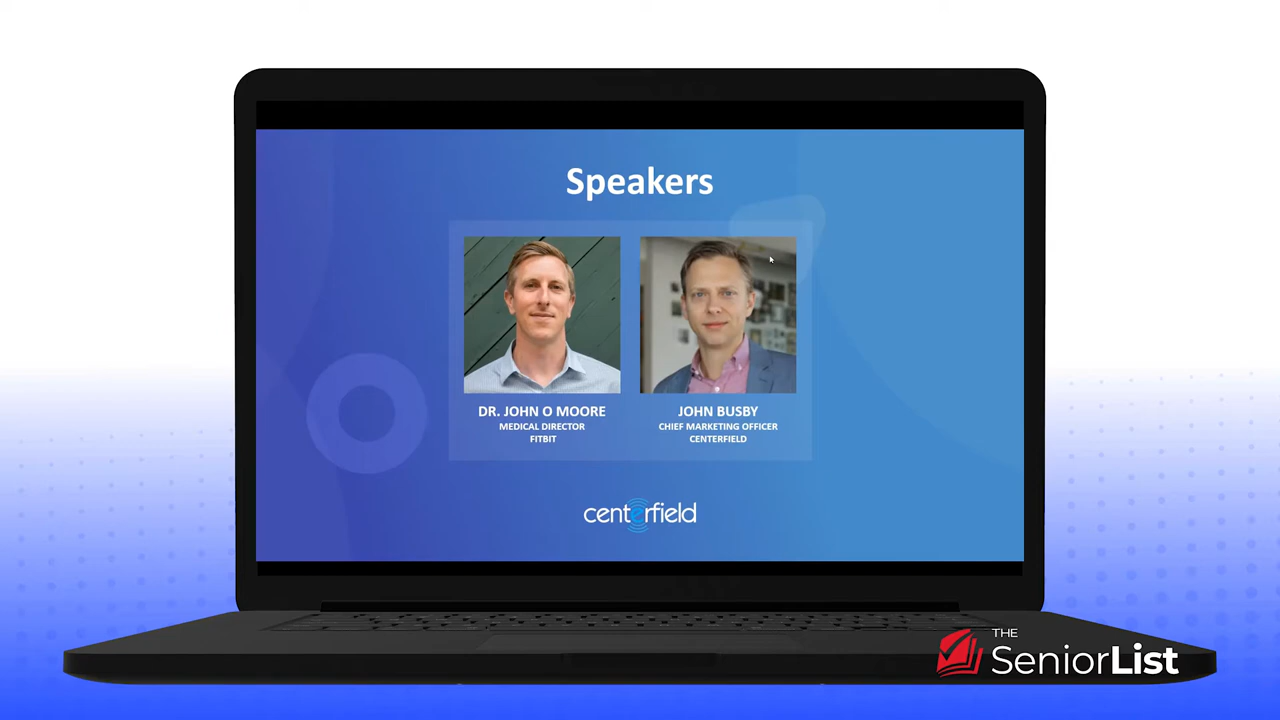 Speakers
DR. JOHN O MOORE
MEDICAL DIRECTOR
FITBIT
JOHN BUSBY
CHIEF MARKETING OFFICER
CENTERFIELD
centerfield
THE
SeniorList